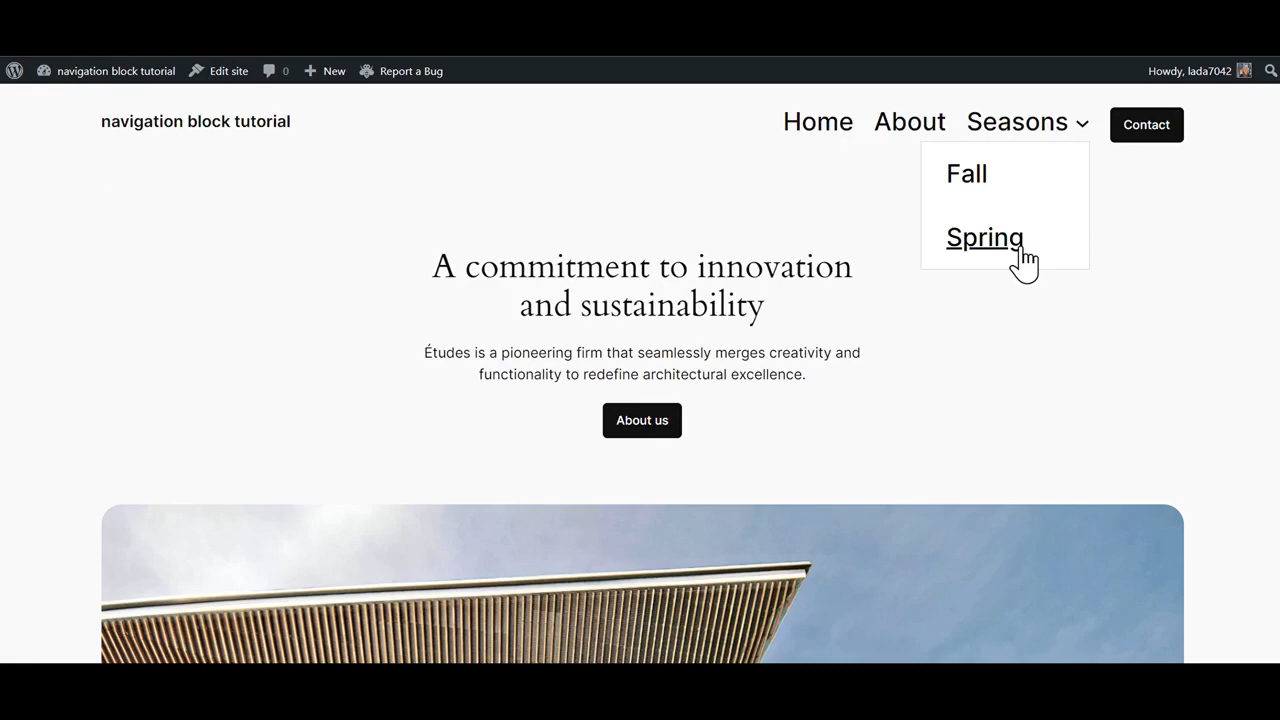 navigation block tutorial Edit site 0 New Report a Bug Howdy, lada7042
navigation block tutorial Home About Seasons Contact
Fall
Spring
A commitment to innovation
and sustainability
Études is a pioneering firm that seamlessly merges creativity and
functionality to redefine architectural excellence.
About us